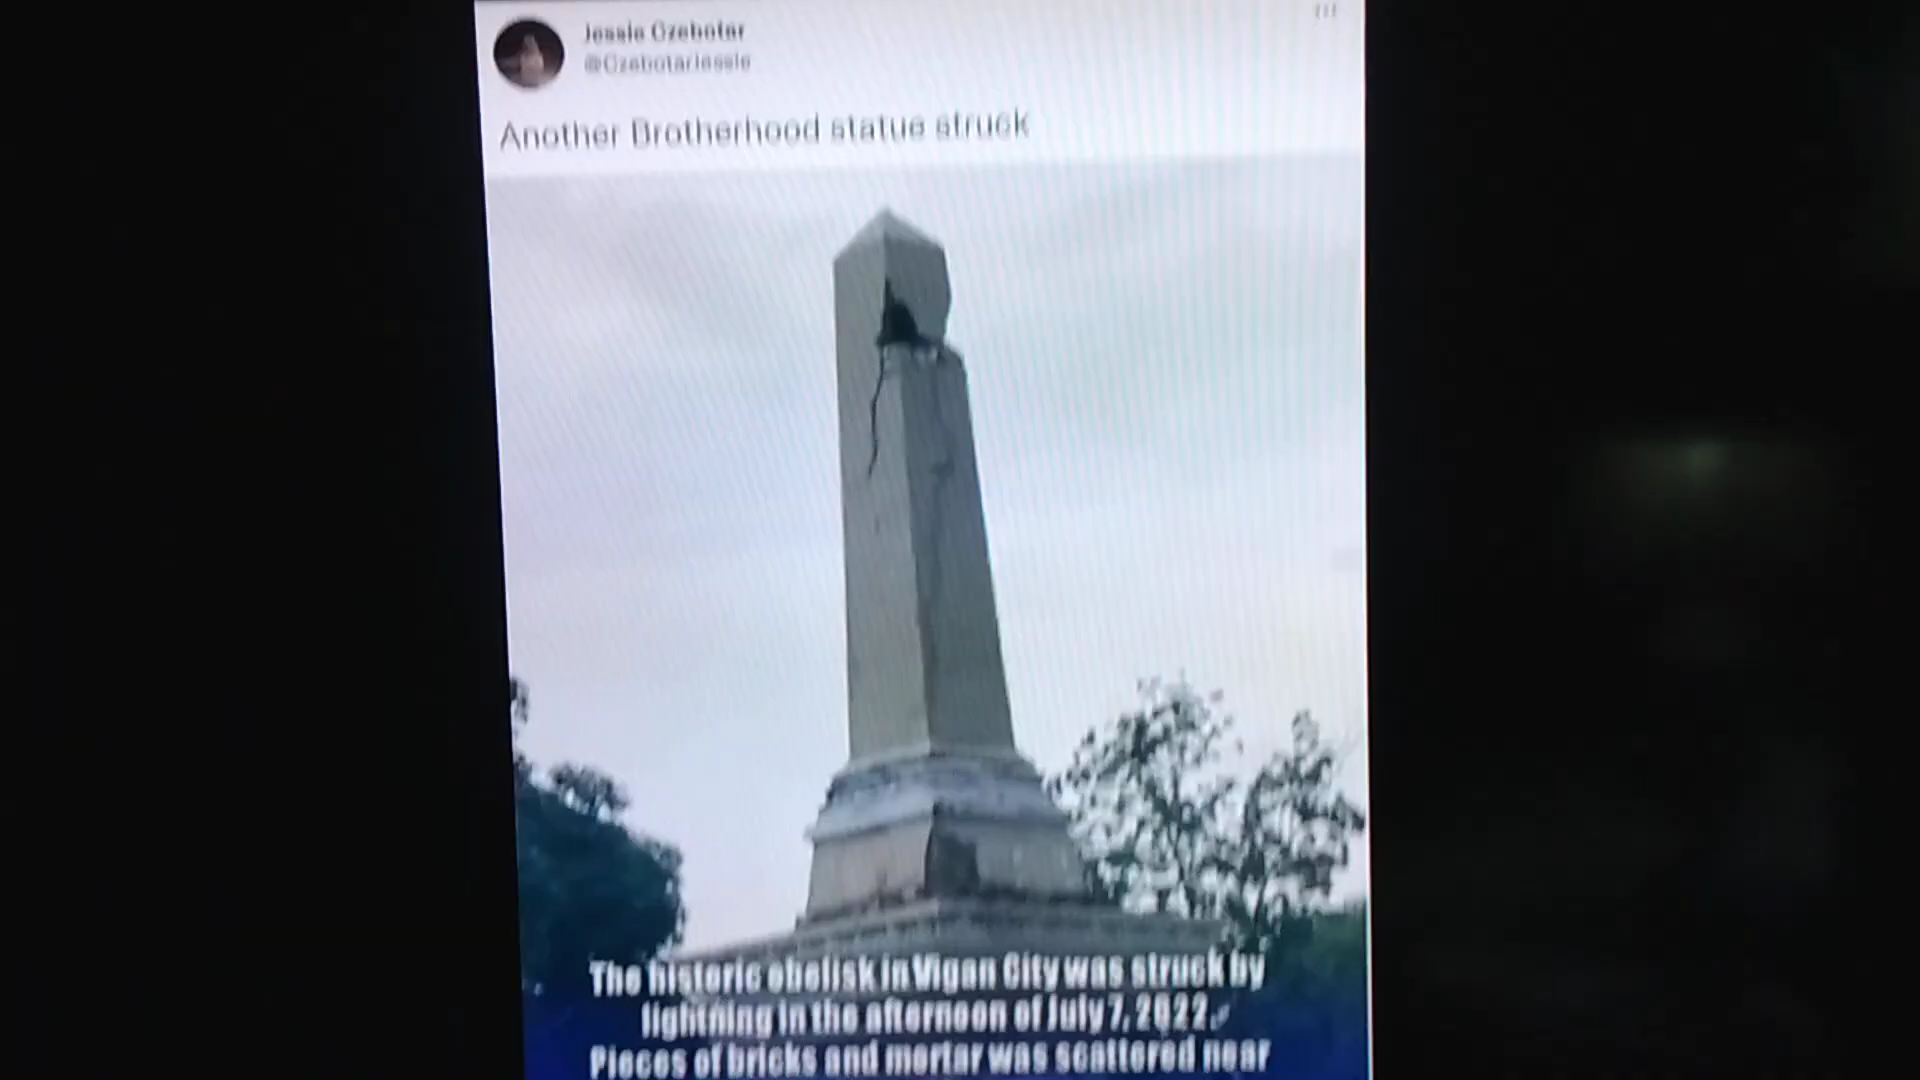 Jessie Czebotar
@CzebotarJessie
Another Brotherhood statue struck
The historic obelisk in Vigan City was struck by
lightning in the afternoon of July 7, 2022.
Pieces of bricks and mortar was scattered near